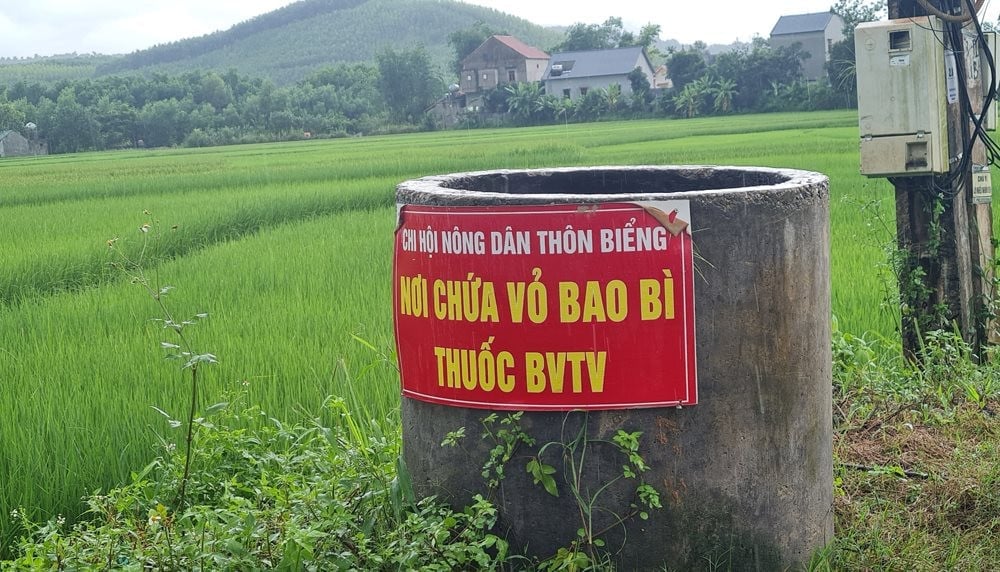 CHI HỘI NÔNG DÂN THÔN BIỂNG
NƠI CHỨA VỎ BAO BÌ
THUỐC BVTV